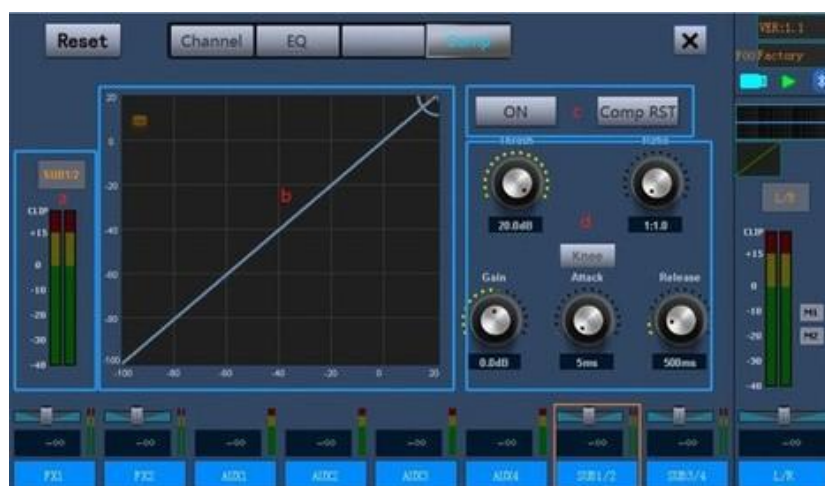 Reset Channel EQ Comp X
VER:1.1
F00Factory
ON c Comp RST
Thresh Ratio
20.0dB 1:1.0
d
Knee
Gain Attack Release
0.0dB 5ms 500ms
SUB1/2
a
CLIP
+15
0
-10
-20
-30
-40
b
20
0
-20
-40
-60
-80
-100
-100 -80 -60 -40 -20 0 20
L/R
CLIP
+15
0
-10
-20
-30
-40
M1
M2
-∞ -∞ -∞ -∞ -∞ -∞ -∞ -∞ -∞
FX1 FX2 AUX1 AUX2 AUX3 AUX4 SUB1/2 SUB3/4 L/R